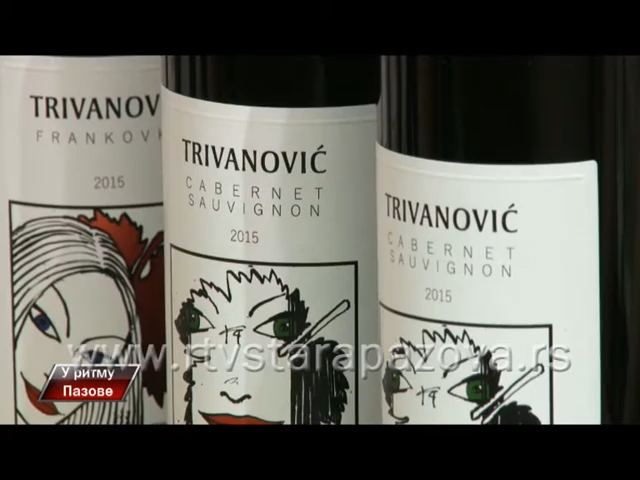 TRIVANOV
FRANKOVK
2015
TRIVANOVIĆ
CABERNET
SAUVIGNON
2015
TRIVANOVIĆ
CABERNET
SAUVIGNON
2015
www.rtvstarapazova.rs
У ритму
Пазове